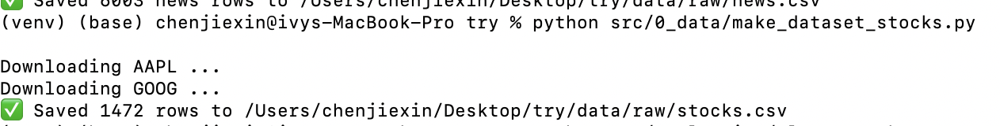 ✅ Saved 6003 news rows to /Users/chenjiexin/Desktop/try/data/raw/news.csv
(venv) (base) chenjiexin@ivys-MacBook-Pro try % python src/0_data/make_dataset_stocks.py
Downloading AAPL ...
Downloading GOOG ...
✅ Saved 1472 rows to /Users/chenjiexin/Desktop/try/data/raw/stocks.csv